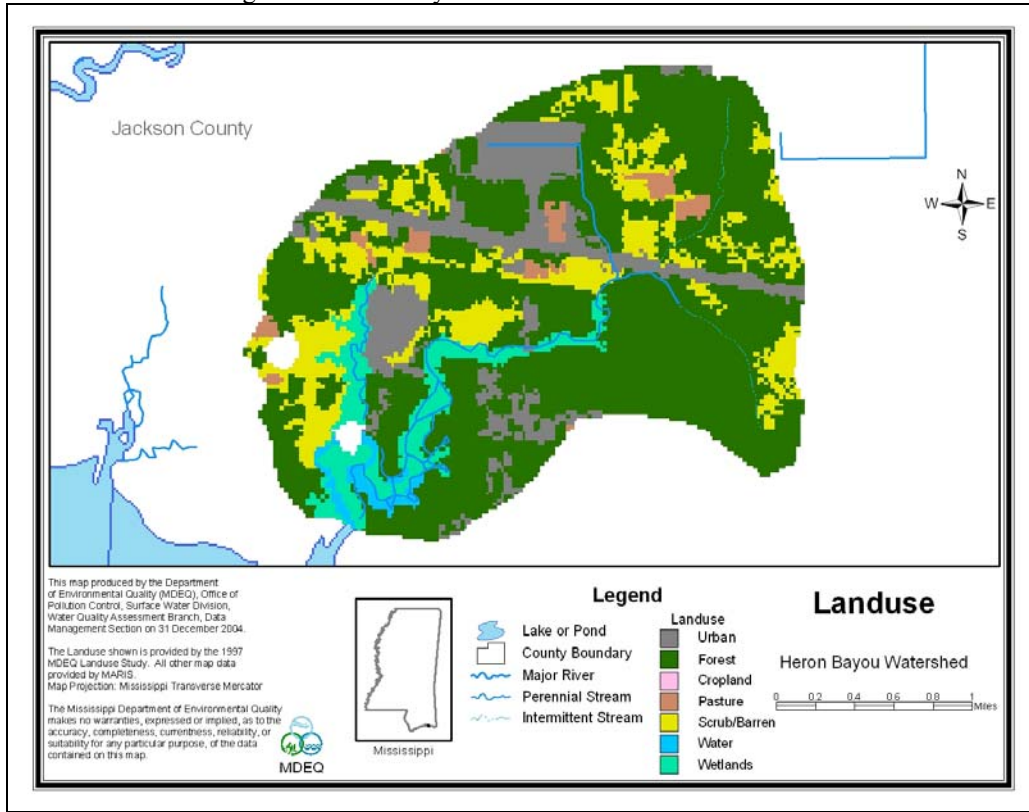 Jackson County
N
W E
S
This map produced by the Department
of Environmental Quality (MDEQ), Office of
Pollution Control, Surface Water Division,
Water Quality Assessment Branch, Data
Management Section on 31 December 2004.
The Landuse shown is provided by the 1997
MDEQ Landuse Study. All other map data
provided by MARIS.
Map Projection: Mississippi Transverse Mercator
The Mississippi Department of Environmental Quality
makes no warranties, expressed or implied, as to the
accuracy, completeness, currentness, reliability, or
suitability for any particular purpose, of the data
contained on this map.
MDEQ
Mississippi
Legend
Lake or Pond
County Boundary
Major River
Perennial Stream
Intermittent Stream
Landuse
Urban
Forest
Cropland
Pasture
Scrub/Barren
Water
Wetlands
Landuse
Heron Bayou Watershed
0 0.2 0.4 0.6 0.8 1
Miles